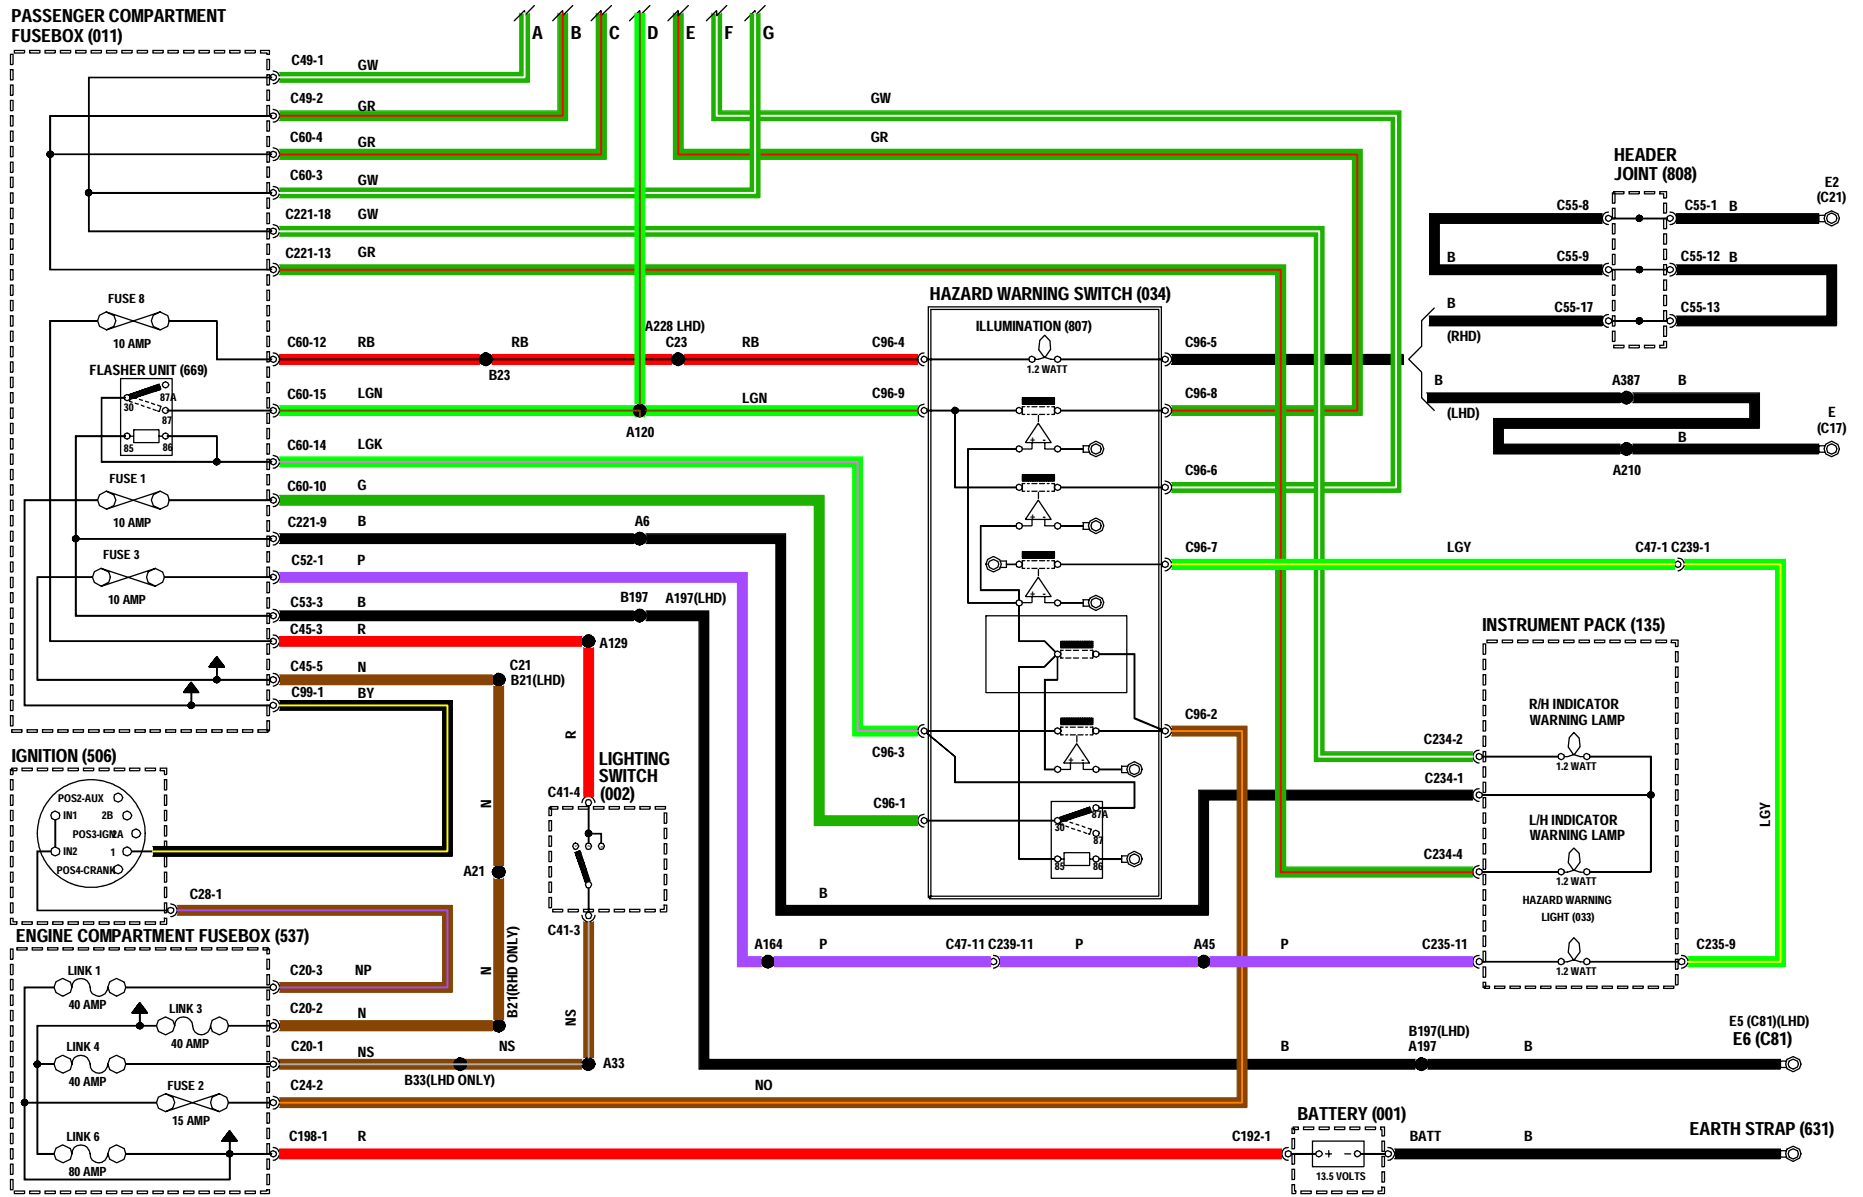 PASSENGER COMPARTMENT
FUSEBOX (011)
A
B
C
D
E
F
G
C49-1
GW
C49-2
GR
C60-4
GR
C60-3
GW
C221-18
GW
C221-13
GR
GW
GR
HEADER
JOINT (808)
E2
(C21)
C55-8
C55-1
B
B
C55-9
C55-12
B
B
C55-17
C55-13
(RHD)
FUSE 8
10 AMP
C60-12
RB
RB
B23
A228 LHD)
C23
RB
C96-4
HAZARD WARNING SWITCH (034)
ILLUMINATION (807)
1.2 WATT
C96-5
B
A387
B
(LHD)
E
(C17)
B
A210
FLASHER UNIT (669)
87A
30
87
85
86
C60-15
LGN
A120
LGN
C96-9
C96-8
C60-14
LGK
C96-6
FUSE 1
10 AMP
C60-10
G
C221-9
B
A6
FUSE 3
10 AMP
C52-1
P
C96-7
LGY
C47-1 C239-1
C53-3
B
B197
A197(LHD)
C45-3
R
A129
C45-5
N
C21
B21(LHD)
C99-1
BY
INSTRUMENT PACK (135)
R/H INDICATOR
WARNING LAMP
1.2 WATT
C234-2
C234-1
L/H INDICATOR
WARNING LAMP
1.2 WATT
C234-4
HAZARD WARNING
LIGHT (033)
1.2 WATT
C235-11
C235-9
LGY
C96-2
C96-3
C96-1
87A
30
87
85
86
+
-
+
-
+
-
+
-
IGNITION (506)
POS2-AUX
IN1
2B
POS3-IGN
2A
IN2
1
POS4-CRANK
C28-1
R
N
LIGHTING
SWITCH
(002)
C41-4
A21
C41-3
N
B21(RHD ONLY)
NS
B
A164
P
C47-11 C239-11
P
A45
P
ENGINE COMPARTMENT FUSEBOX (537)
LINK 1
40 AMP
C20-3
NP
LINK 3
40 AMP
C20-2
N
LINK 4
40 AMP
C20-1
NS
NS
B33(LHD ONLY)
A33
B
B197(LHD)
A197
B
E5 (C81)(LHD)
E6 (C81)
FUSE 2
15 AMP
C24-2
NO
LINK 6
80 AMP
C198-1
R
C192-1
BATTERY (001)
+
-
13.5 VOLTS
BATT
B
EARTH STRAP (631)